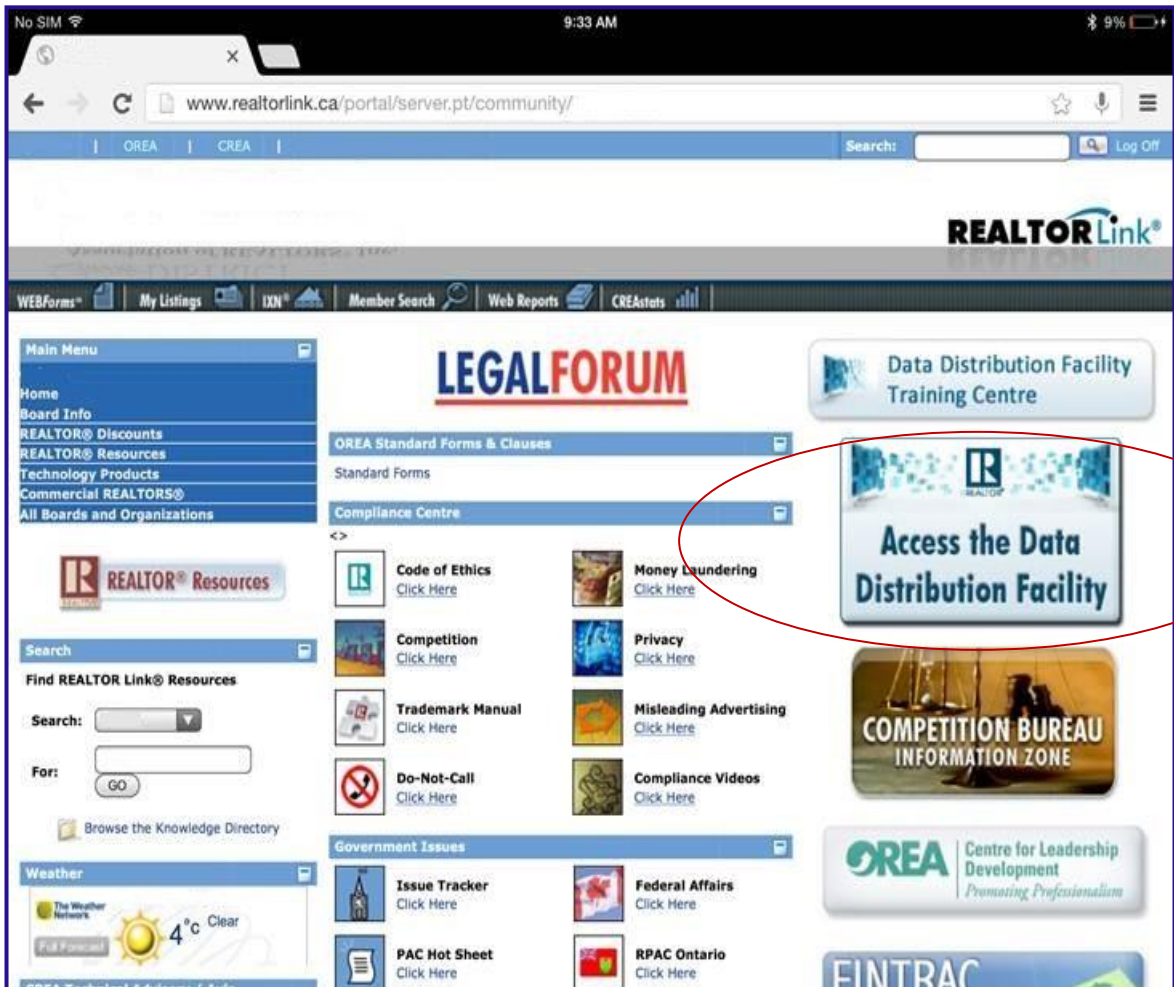 No SIM 9:33 AM 9%
www.realtorlink.ca/portal/server.pt/community/
| OREA | CREA | Search: Log Off
REALTOR Link®
WEBForms® | My Listings | IXN® | Member Search | Web Reports | CREAstats |
Main Menu
Home
Board Info
REALTOR® Discounts
REALTOR® Resources
Technology Products
Commercial REALTORS®
All Boards and Organizations
REALTOR® Resources
Search
Find REALTOR Link® Resources
Search:
For:
GO
Browse the Knowledge Directory
Weather
The Weather Network
Full Forecast
4°C Clear
LEGALFORUM
OREA Standard Forms & Clauses
Standard Forms
Compliance Centre
<>
Code of Ethics
Click Here
Money Laundering
Click Here
Competition
Click Here
Privacy
Click Here
Trademark Manual
Click Here
Misleading Advertising
Click Here
Do-Not-Call
Click Here
Compliance Videos
Click Here
Government Issues
Issue Tracker
Click Here
Federal Affairs
Click Here
PAC Hot Sheet
Click Here
RPAC Ontario
Click Here
Data Distribution Facility
Training Centre
REALTOR®
Access the Data
Distribution Facility
COMPETITION BUREAU
INFORMATION ZONE
OREA
Centre for Leadership
Development
Promoting Professionalism
FINTRAC